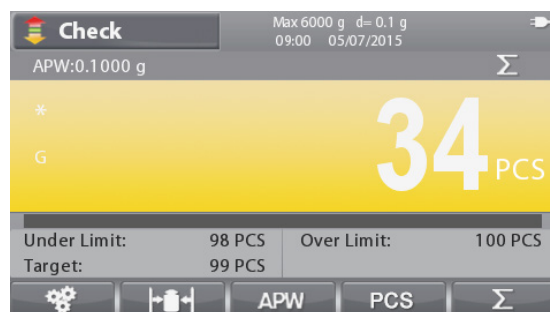 Check
Max 6000 g d= 0.1 g
09:00 05/07/2015
APW:0.1000 g
Σ
*
G
34 PCS
Under Limit: 98 PCS Over Limit: 100 PCS
Target: 99 PCS
APW PCS Σ